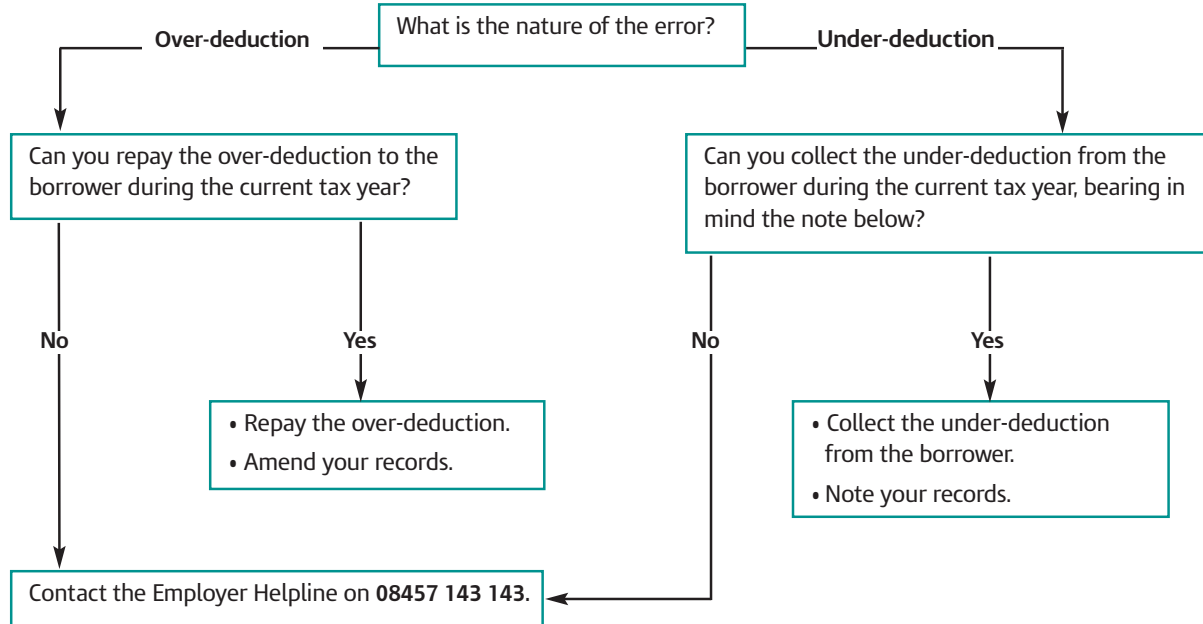 What is the nature of the error?
Over-deduction
Under-deduction
Can you repay the over-deduction to the
borrower during the current tax year?
Can you collect the under-deduction from the
borrower during the current tax year, bearing in
mind the note below?
No
Yes
No
Yes
• Repay the over-deduction.
• Amend your records.
• Collect the under-deduction
from the borrower.
• Note your records.
Contact the Employer Helpline on 08457 143 143.